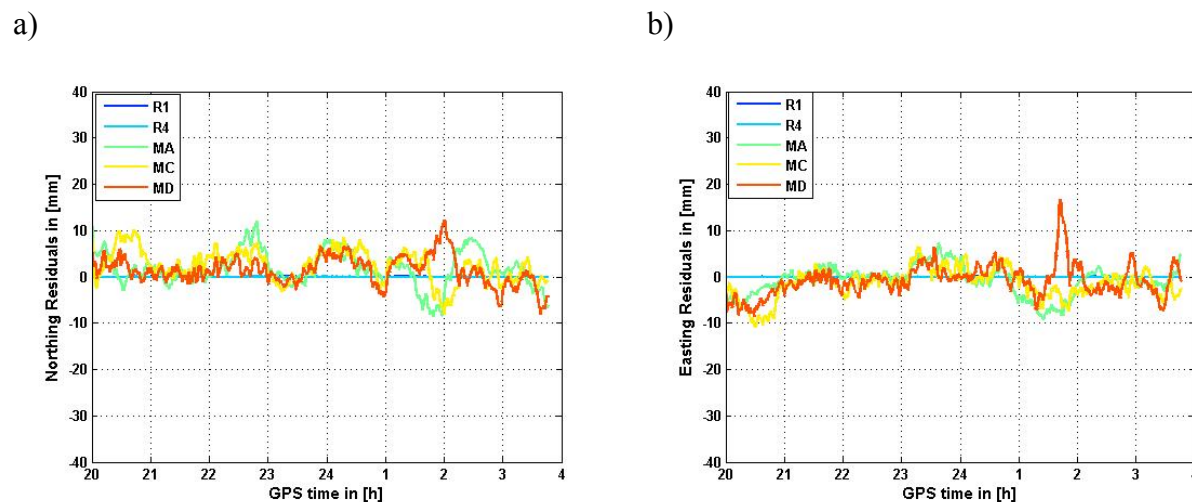 a)
b)
40
30
20
10
0
-10
-20
-30
-40
Northing Residuals in [mm]
R1
R4
MA
MC
MD
20 21 22 23 24 1 2 3 4
GPS time in [h]
40
30
20
10
0
-10
-20
-30
-40
Easting Residuals in [mm]
R1
R4
MA
MC
MD
20 21 22 23 24 1 2 3
GPS time in [h]